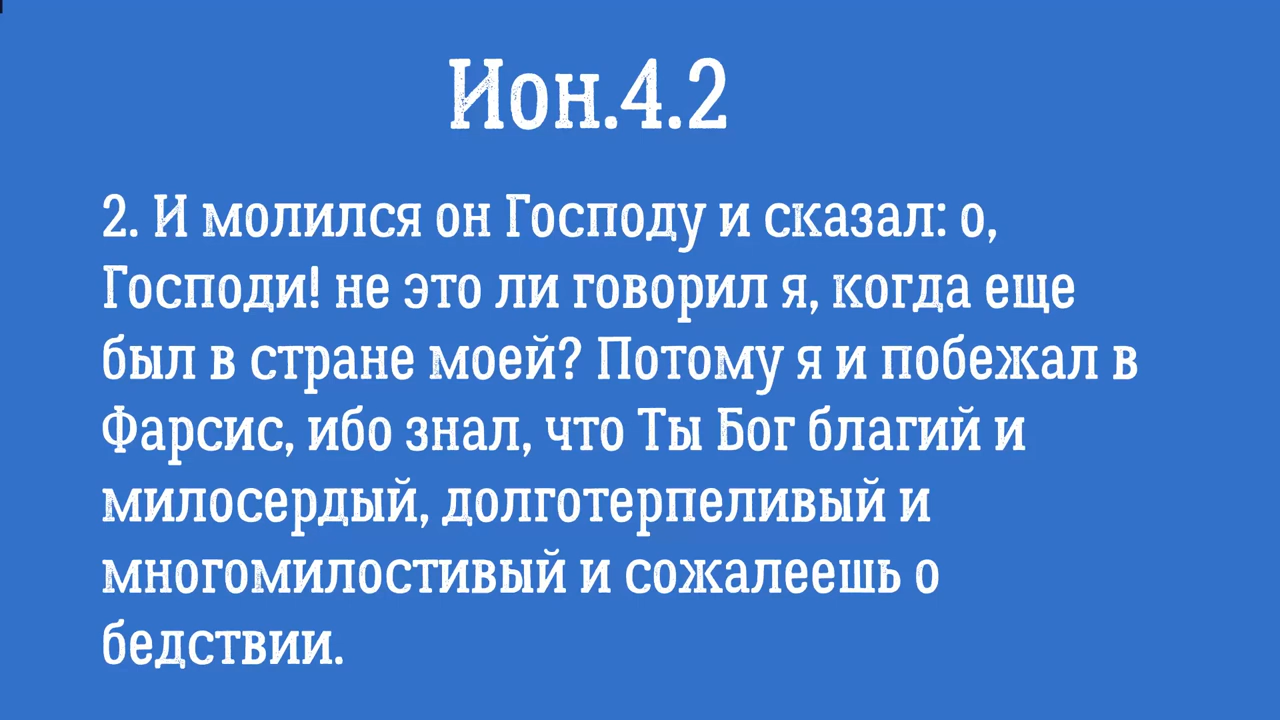 Ион.4.2
2. И молился он Господу и сказал: о,
Господи! не это ли говорил я, когда еще
был в стране моей? Потому я и побежал в
Фарсис, ибо знал, что Ты Бог благий и
милосердый, долготерпеливый и
многомилостивый и сожалеешь о
бедствии.